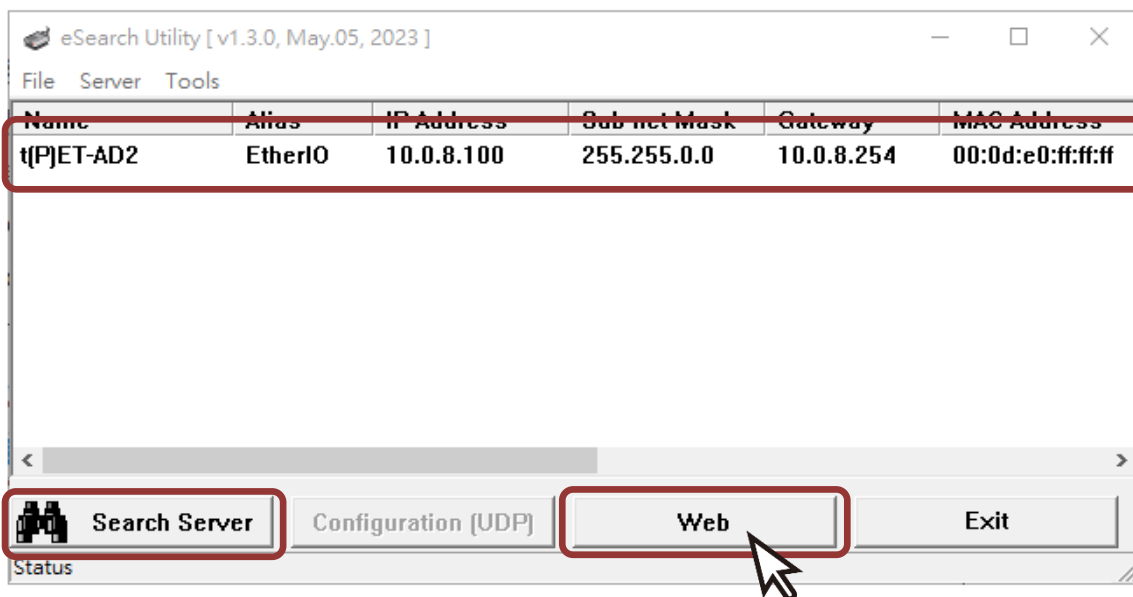 eSearch Utility [ v1.3.0, May.05, 2023 ]
File Server Tools
Name Alias IP Address Sub-net Mask Gateway MAC Address
t(P)ET-AD2 EtherIO 10.0.8.100 255.255.0.0 10.0.8.254 00:0d:e0:ff:ff:ff
Search Server Configuration (UDP) Web Exit
Status